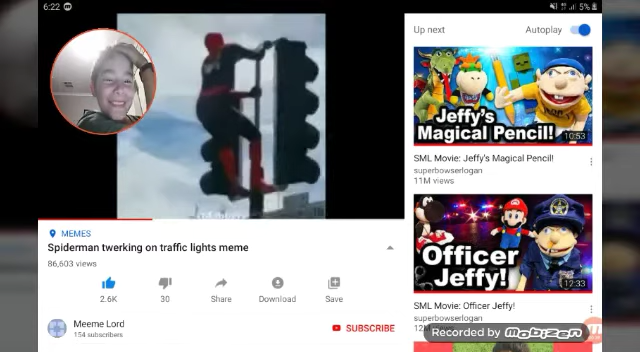 6:22
5%
Up next
Autoplay
Jeffy's
Magical Pencil!
10:53
SML Movie: Jeffy's Magical Pencil!
superbowserlogan
11M views
MEMES
Spiderman twerking on traffic lights meme
86,603 views
2.6K
30
Share
Download
Save
Meeme Lord
154 subscribers
SUBSCRIBE
Officer
Jeffy!
12:33
SML Movie: Officer Jeffy!
superbowserlogan
Recorded by Mobizen